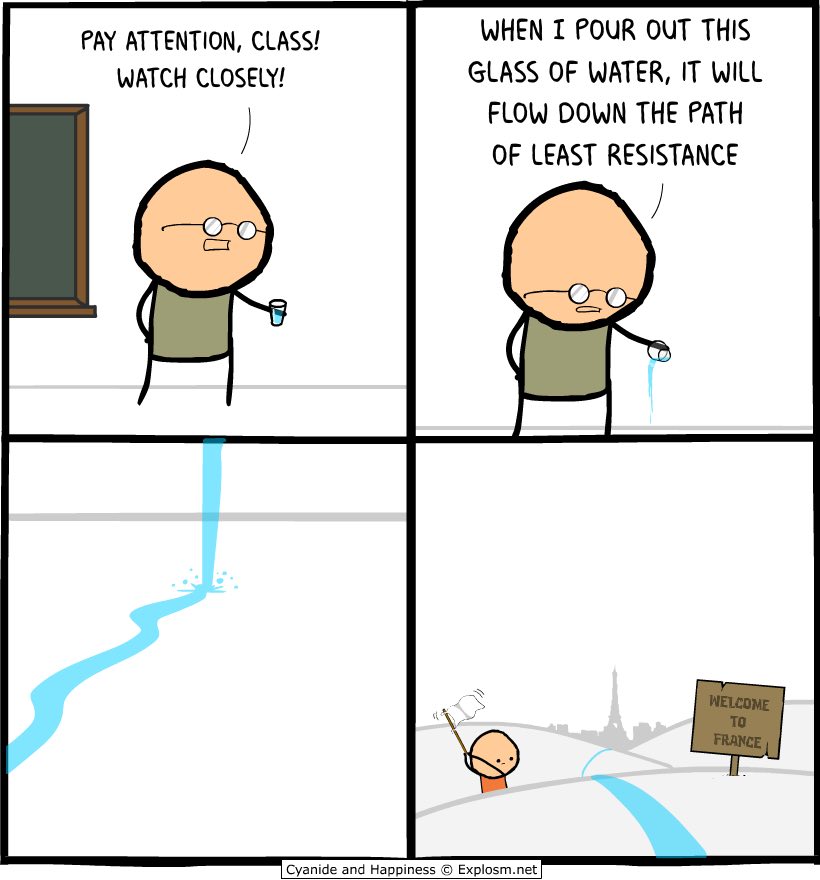 PAY ATTENTION, CLASS!
WATCH CLOSELY!
WHEN I POUR OUT THIS
GLASS OF WATER, IT WILL
FLOW DOWN THE PATH
OF LEAST RESISTANCE
WELCOME
TO
FRANCE
Cyanide and Happiness © Explosm.net